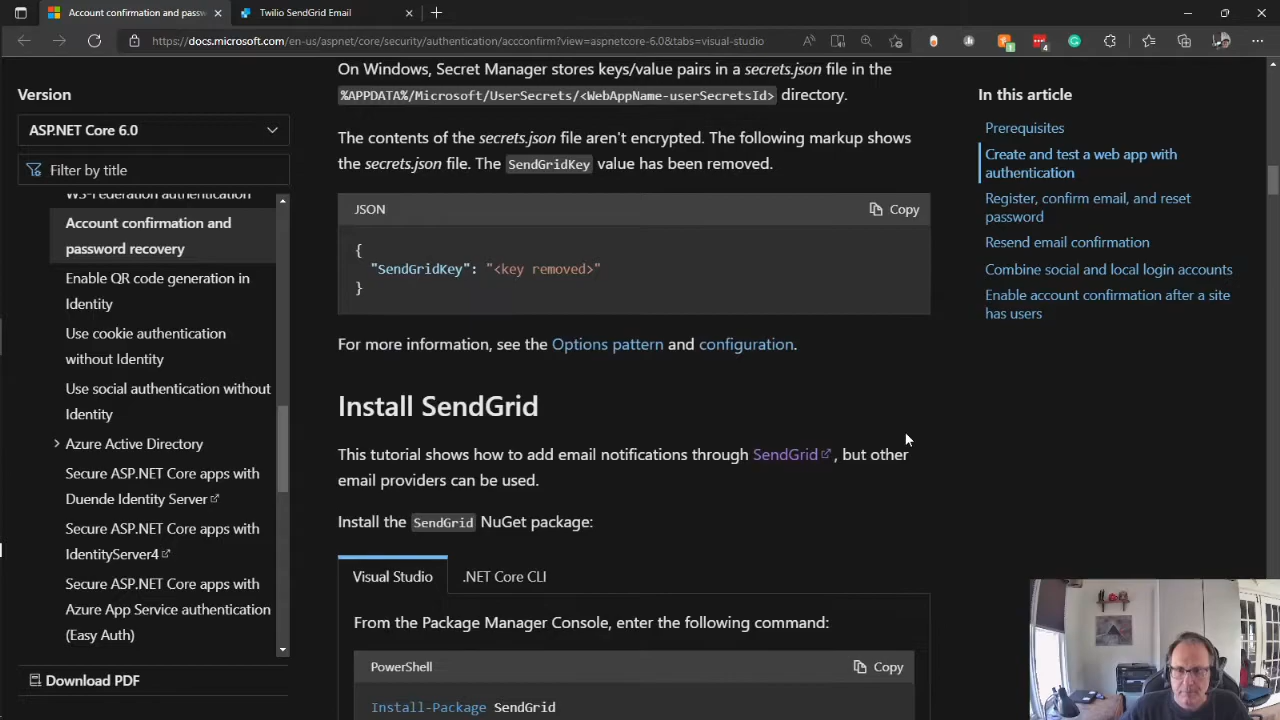 Account confirmation and passw
Twilio SendGrid Email
https://docs.microsoft.com/en-us/aspnet/core/security/authentication/accconfirm?view=aspnetcore-6.0&tabs=visual-studio
1
4
Version
ASP.NET Core 6.0
Filter by title
WS-Federation authentication
Account confirmation and
password recovery
Enable QR code generation in
Identity
Use cookie authentication
without Identity
Use social authentication without
Identity
Azure Active Directory
Secure ASP.NET Core apps with
Duende Identity Server
Secure ASP.NET Core apps with
IdentityServer4
Secure ASP.NET Core apps with
Azure App Service authentication
(Easy Auth)
Download PDF
On Windows, Secret Manager stores keys/value pairs in a secrets.json file in the
%APPDATA%/Microsoft/UserSecrets/<WebAppName-userSecretsId> directory.
The contents of the secrets.json file aren't encrypted. The following markup shows
the secrets.json file. The SendGridKey value has been removed.
JSON
Copy
{
"SendGridKey": "<key removed>"
}
For more information, see the Options pattern and configuration.
Install SendGrid
This tutorial shows how to add email notifications through SendGrid , but other
email providers can be used.
Install the SendGrid NuGet package:
Visual Studio
.NET Core CLI
From the Package Manager Console, enter the following command:
PowerShell
Copy
Install-Package SendGrid
In this article
Prerequisites
Create and test a web app with
authentication
Register, confirm email, and reset
password
Resend email confirmation
Combine social and local login accounts
Enable account confirmation after a site
has users